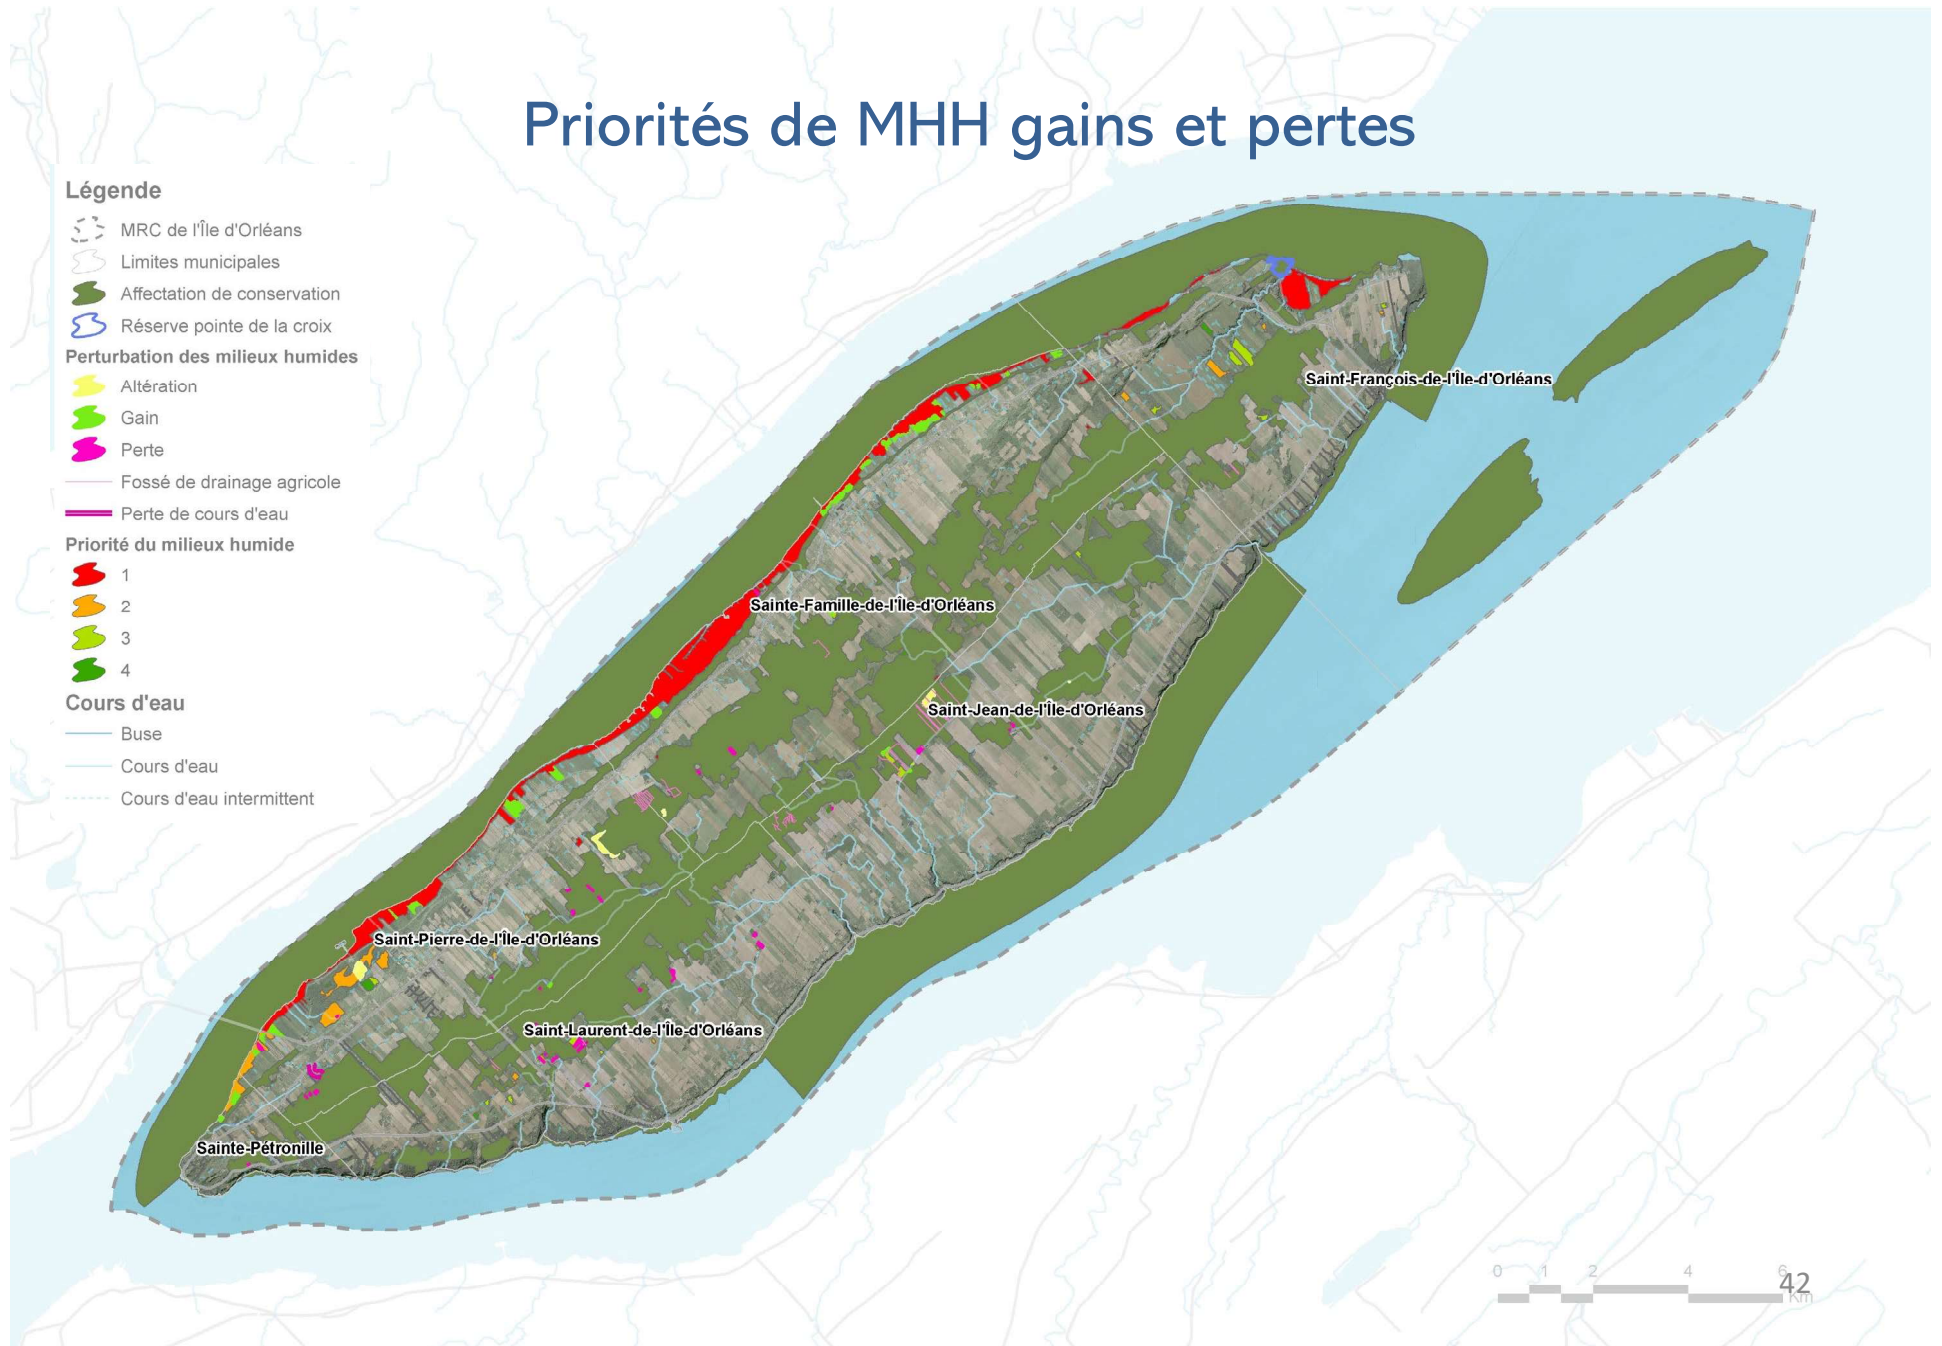 Priorités de MHH gains et pertes
Légende
MRC de l'Île d'Orléans
Limites municipales
Affectation de conservation
Réserve pointe de la croix
Perturbation des milieux humides
Altération
Gain
Perte
Fossé de drainage agricole
Perte de cours d'eau
Priorité du milieux humide
1
2
3
4
Cours d'eau
Buse
Cours d'eau
Cours d'eau intermittent
Saint-François-de-l'Île-d'Orléans
Sainte-Famille-de-l'Île-d'Orléans
Saint-Jean-de-l'Île-d'Orléans
Saint-Pierre-de-l'Île-d'Orléans
Saint-Laurent-de-l'Île-d'Orléans
Sainte-Pétronille
0 1 2 4 6
Km
42